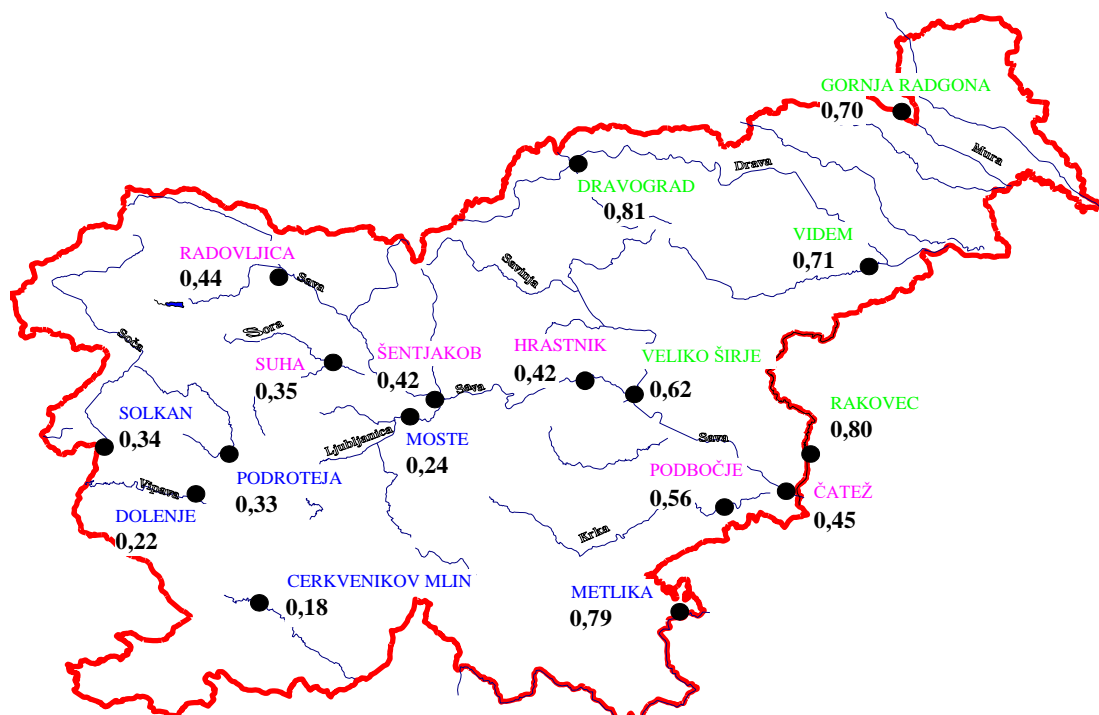 GORNJA RADGONA
0,70
Mura
Drava
DRAVOGRAD
0,81
VIDEM
0,71
RADOVLJICA
0,44
Sava
Savinja
Soča
Sora
SUHA
0,35
ŠENTJAKOB
0,42
Sava
HRASTNIK
0,42
VELIKO ŠIRJE
0,62
RAKOVEC
0,80
SOLKAN
0,34
Ljubljanica
MOSTE
0,24
Sava
PODROTEJA
0,33
PODBOČJE
0,56
ČATEŽ
0,45
Vipava
DOLENJE
0,22
Krka
CERKVENIKOV MLIN
0,18
METLIKA
0,79